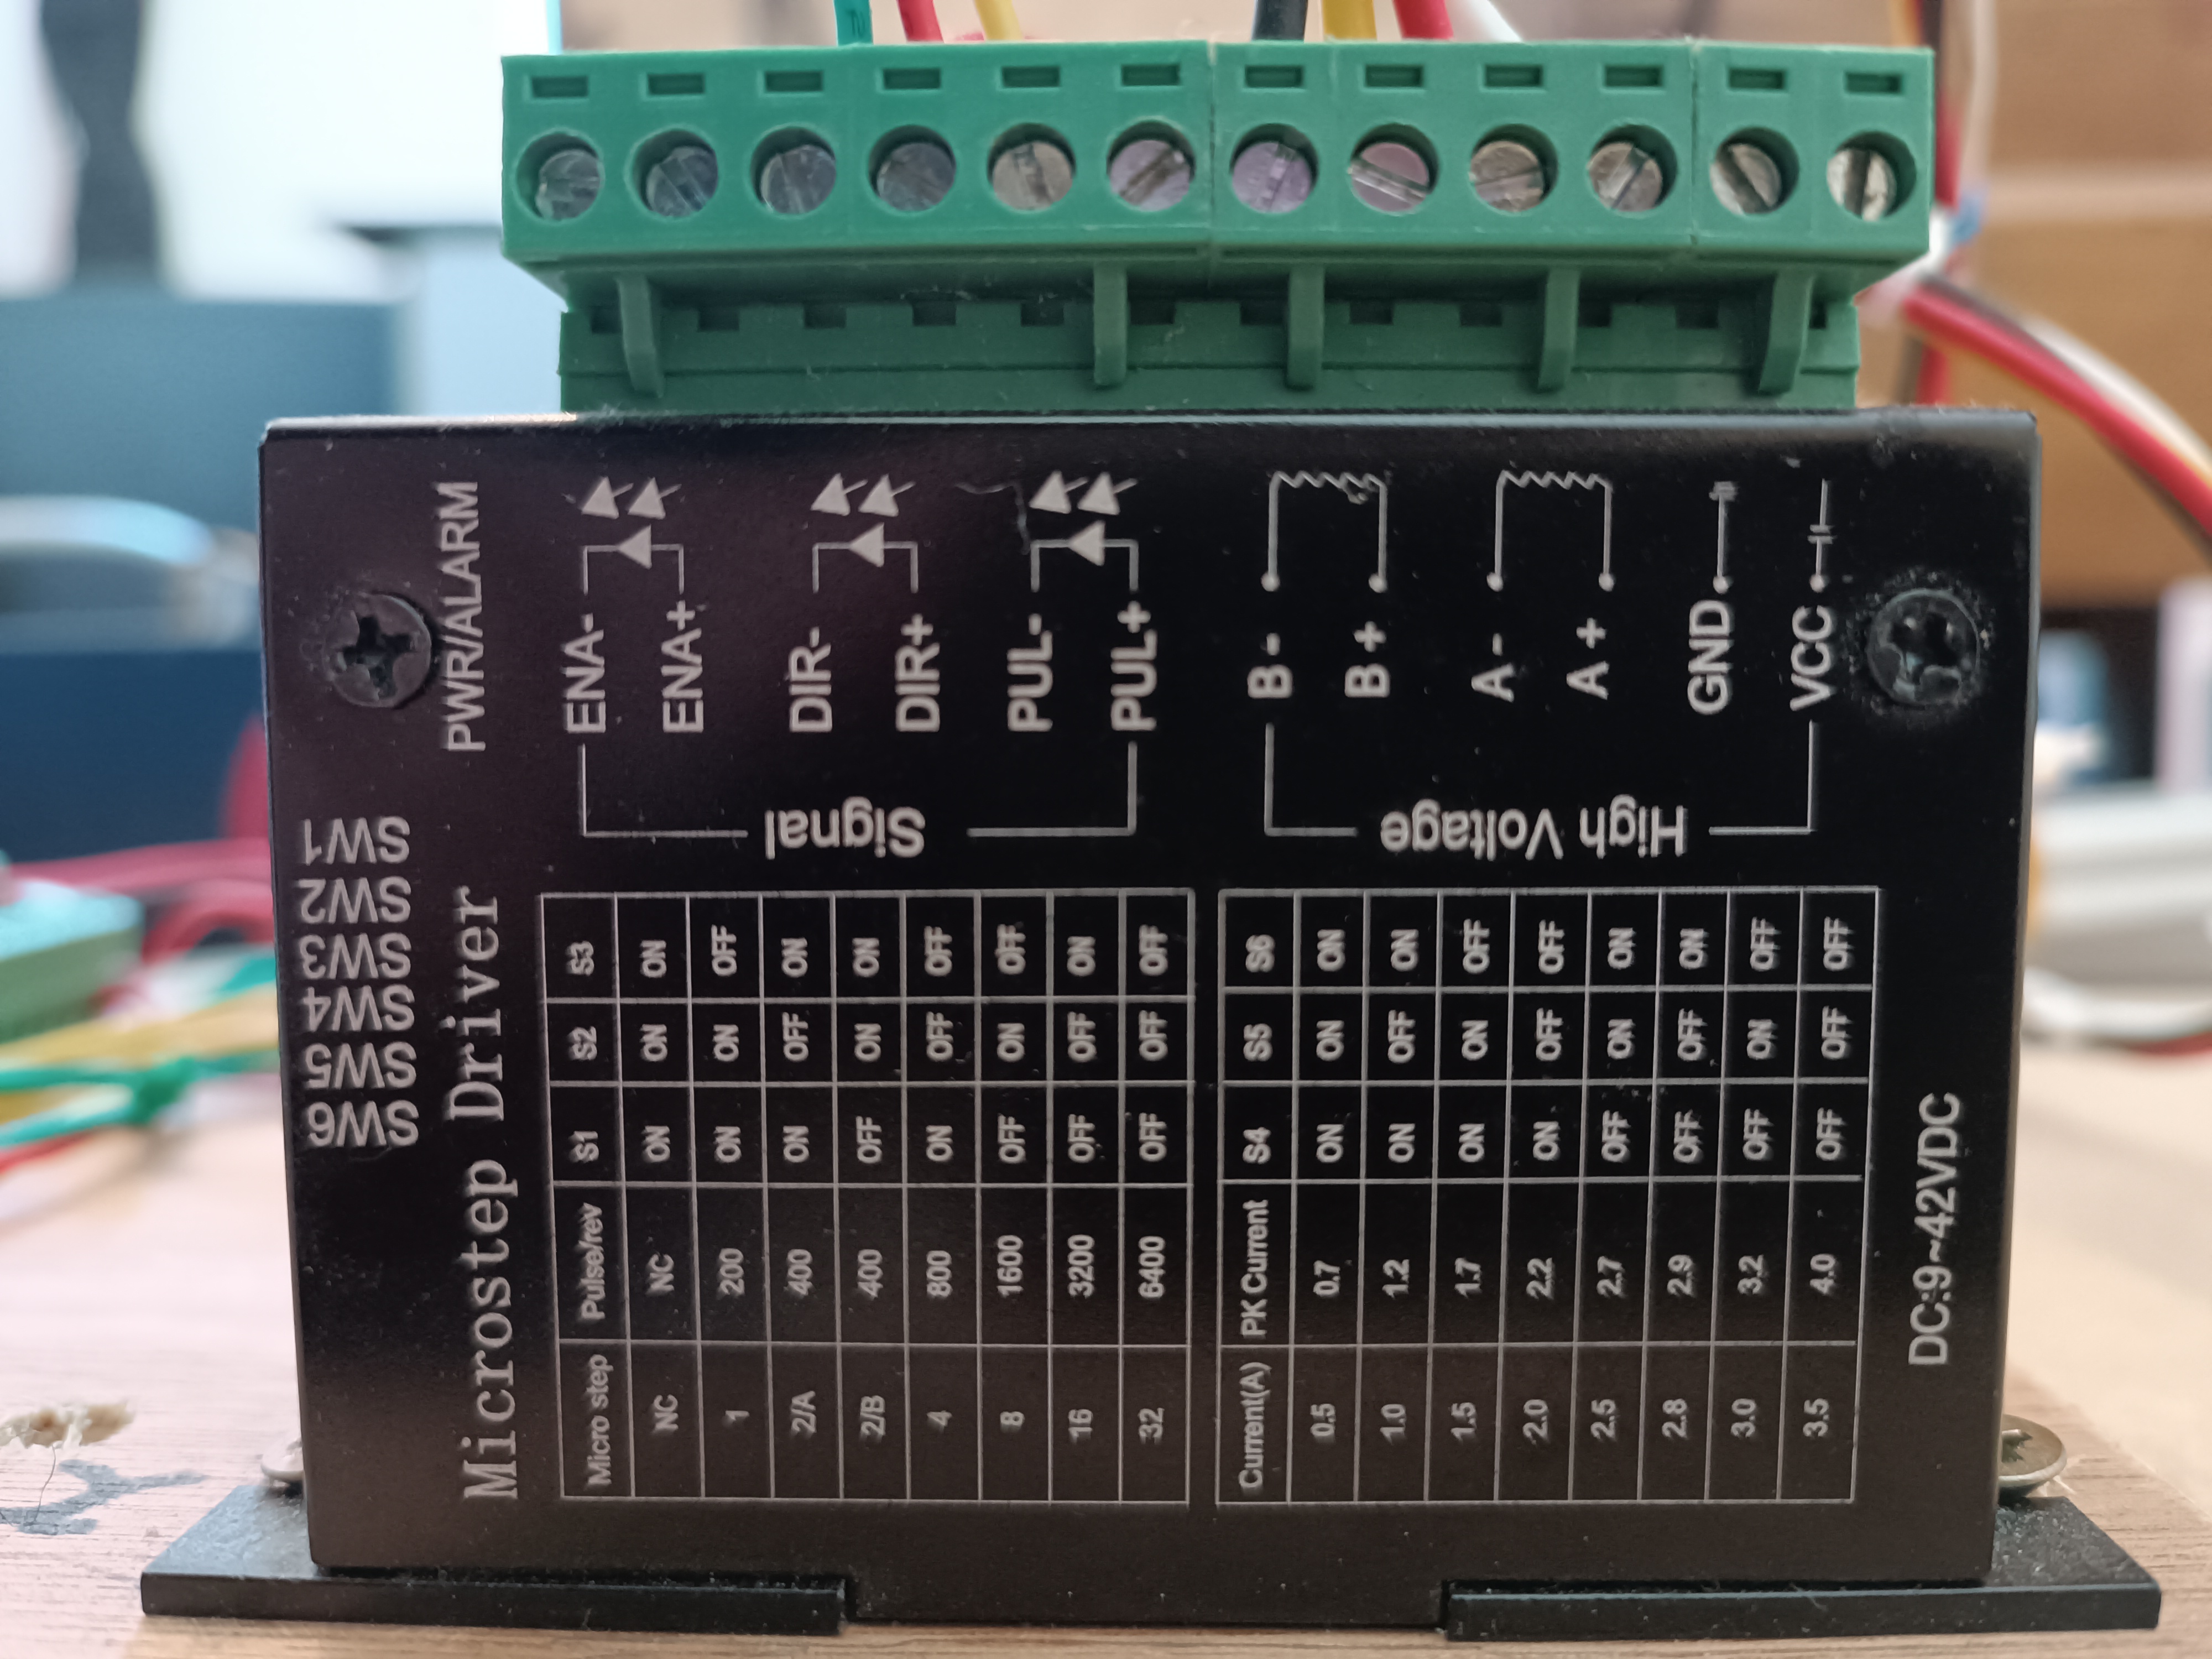 PWR/ALARM
ENA-
ENA+
DIR-
DIR+
PUL-
PUL+
B -
B +
A -
A +
GND
VCC
Signal
High Voltage
SW1
SW2
SW3
SW4
SW5
SW6
Microstep Driver
Micro step Pulse/rev S1 S2 S3
NC NC ON ON ON
1 200 ON ON OFF
2/A 400 ON OFF ON
2/B 400 OFF ON ON
4 800 ON OFF OFF
8 1600 OFF ON OFF
16 3200 OFF OFF ON
32 6400 OFF OFF OFF
Current(A) PK Current S4 S5 S6
0.5 0.7 ON ON ON
1.0 1.2 ON OFF ON
1.5 1.7 ON ON OFF
2.0 2.2 ON OFF OFF
2.5 2.7 OFF ON ON
2.8 2.9 OFF OFF ON
3.0 3.2 OFF ON OFF
3.5 4.0 OFF OFF OFF
DC:9~42VDC